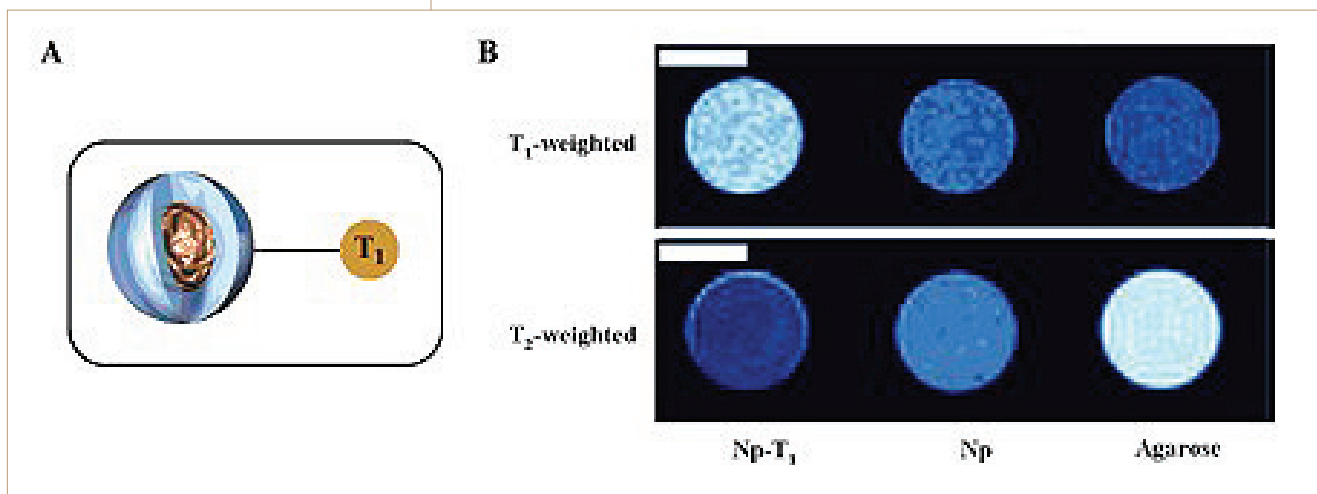 A
B
T₁-weighted
T₁
T₂-weighted
Np-T₁
Np
Agarose